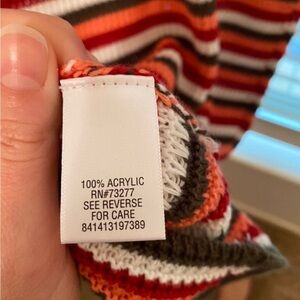 100% ACRYLIC
RN#73277
SEE REVERSE
FOR CARE
841413197389